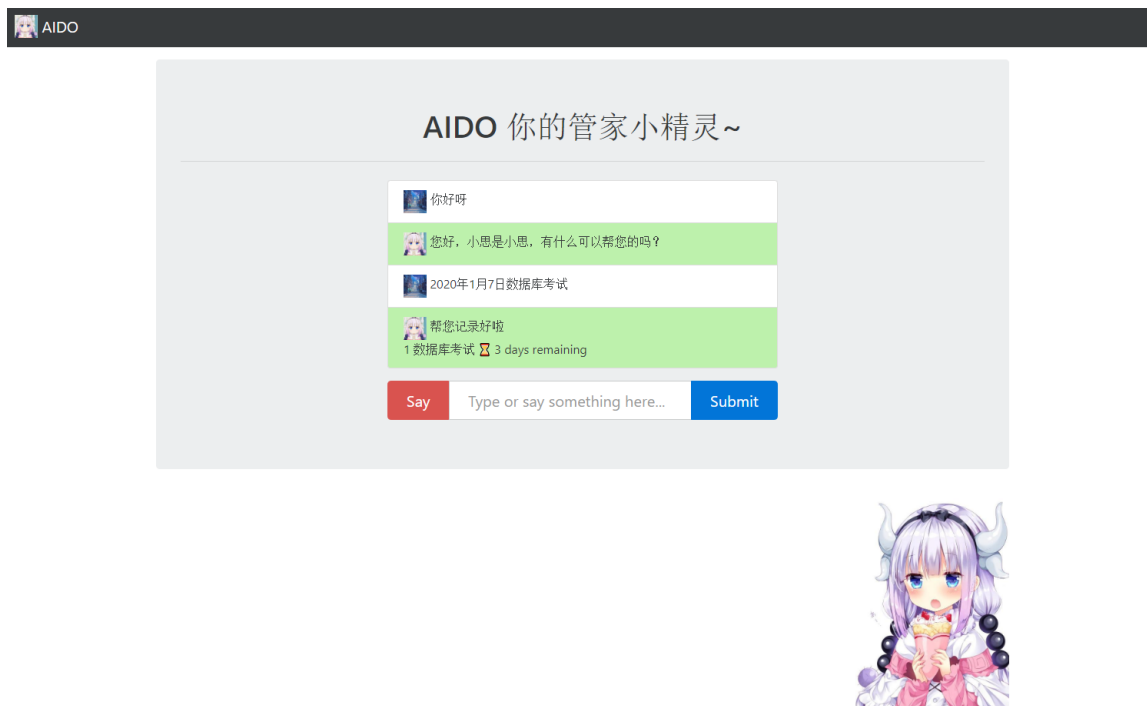 AIDO
AIDO 你的管家小精灵~
你好呀
您好，小思是小思，有什么可以帮您的吗？
2020年1月7日数据库考试
帮您记录好啦
1 数据库考试 ⌛ 3 days remaining
Say Type or say something here... Submit